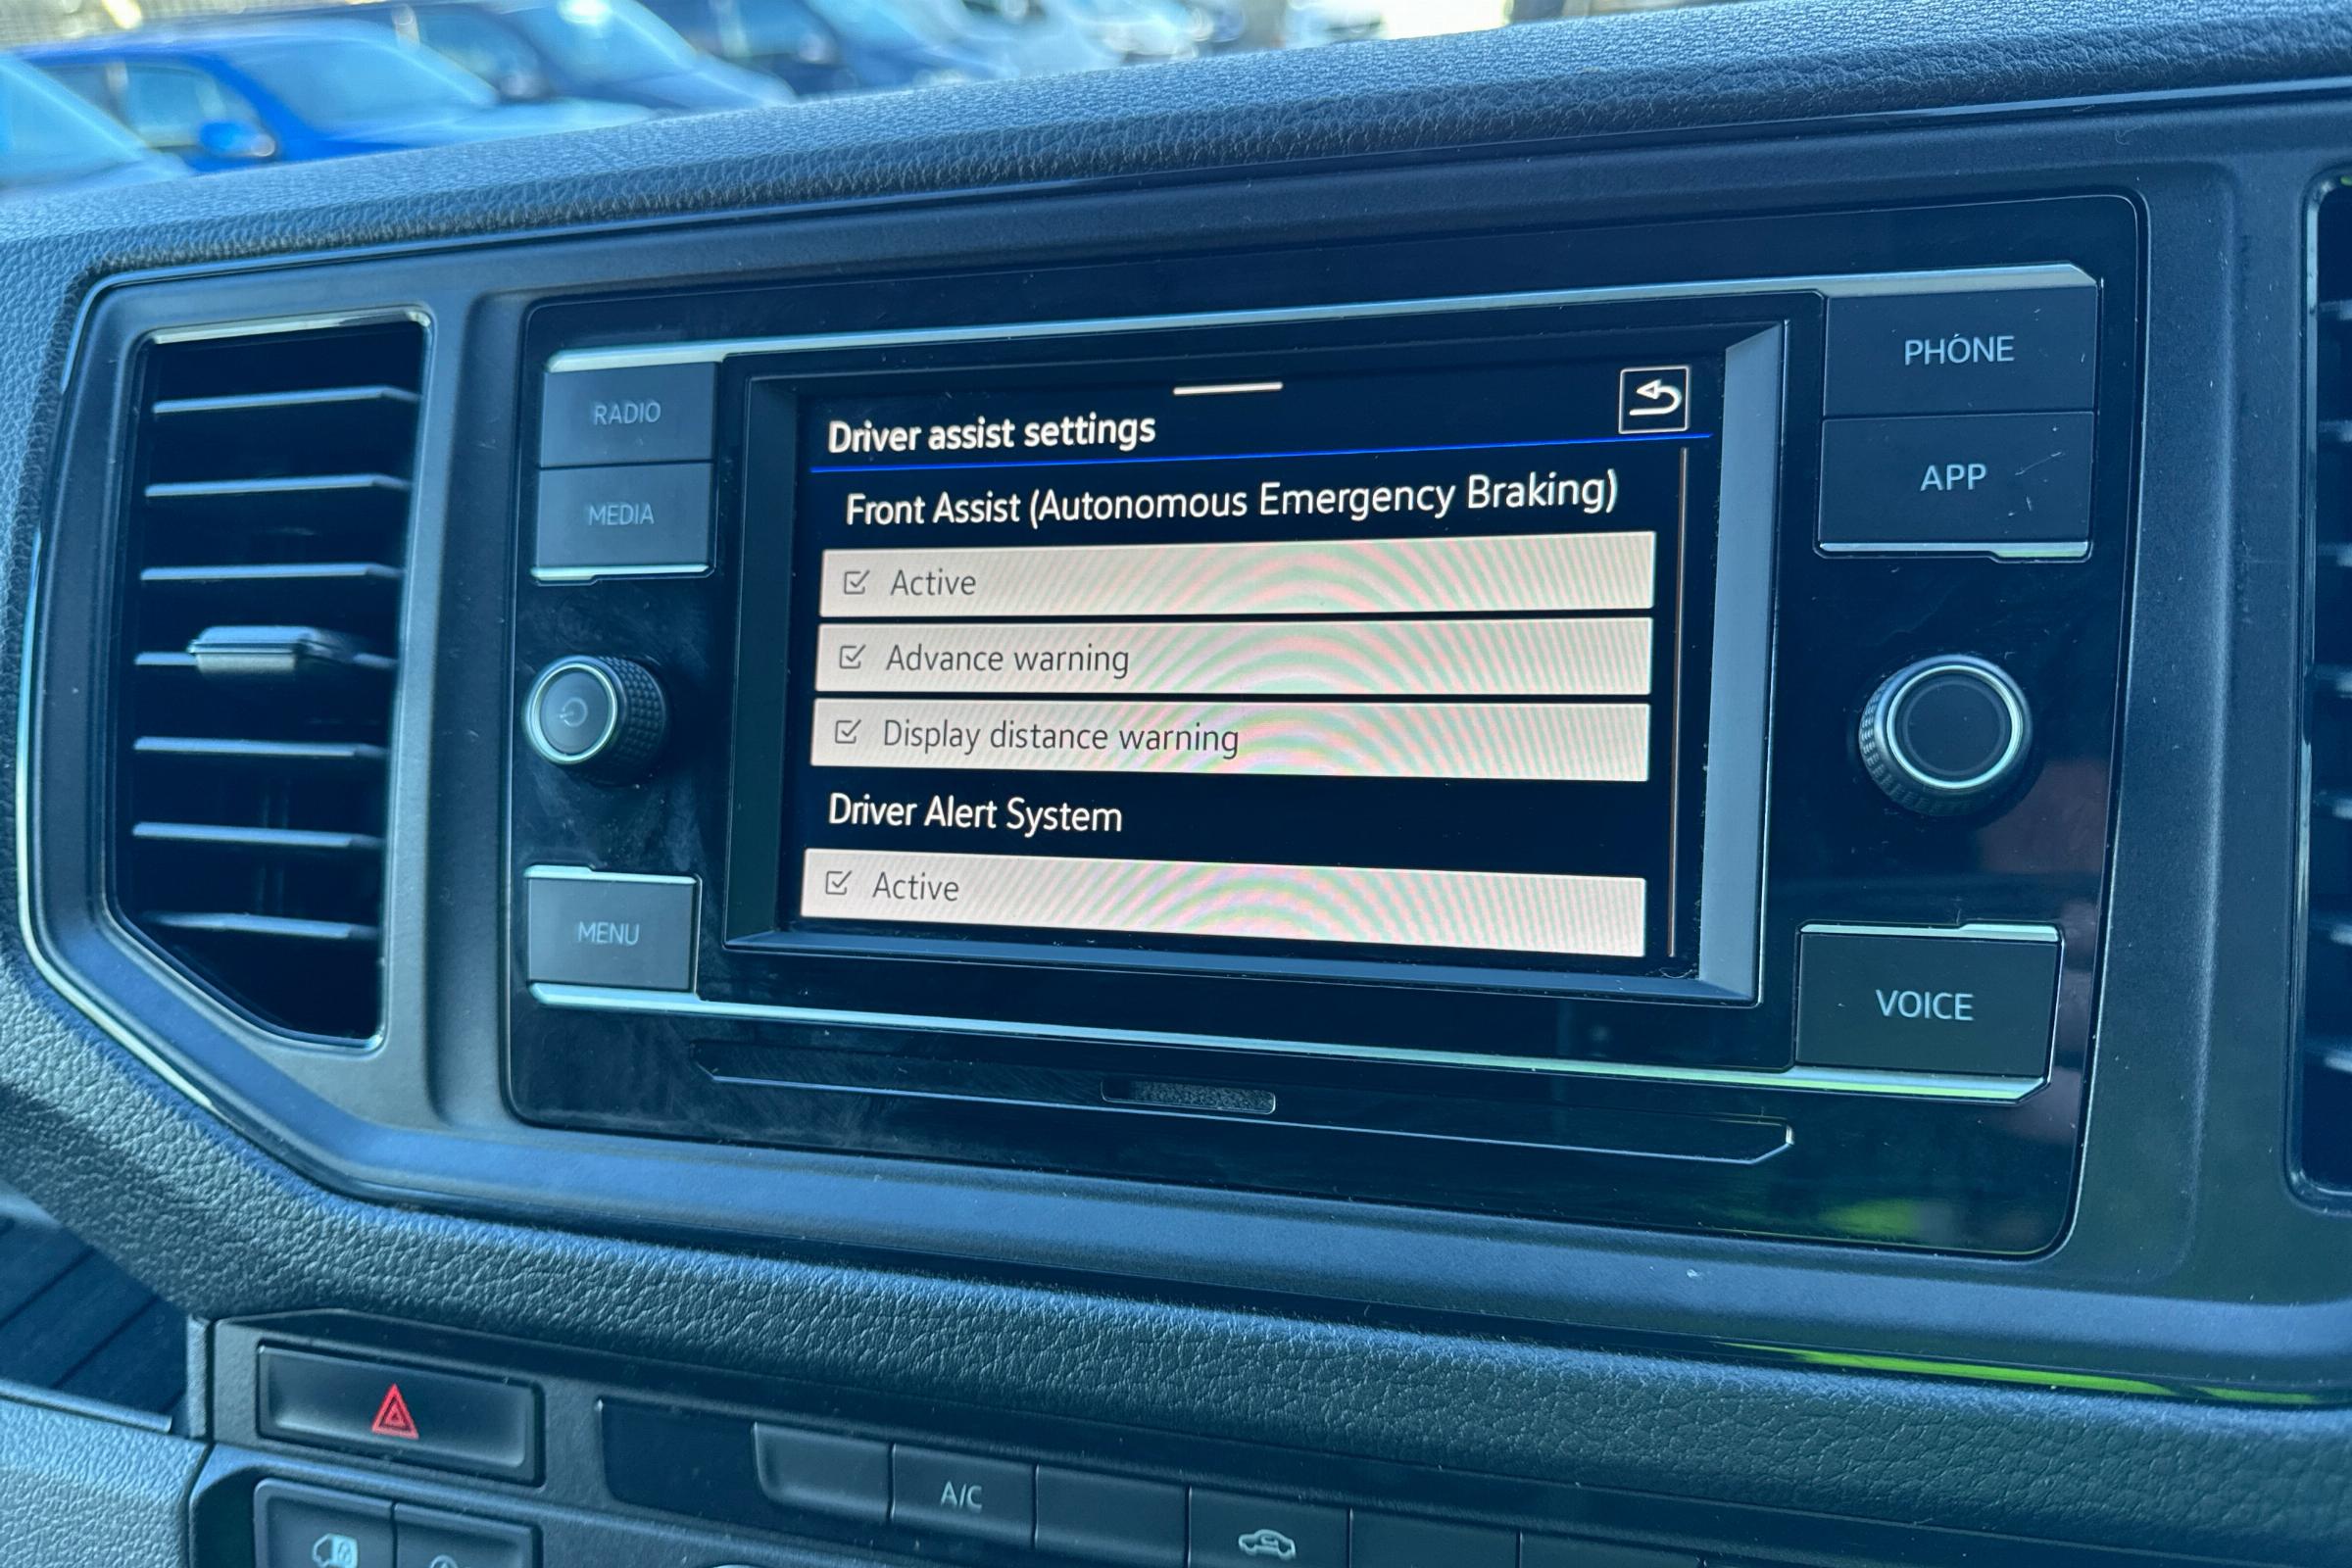 RADIO
MEDIA
MENU
Driver assist settings
Front Assist (Autonomous Emergency Braking)
Active
Advance warning
Display distance warning
Driver Alert System
Active
PHONE
APP
VOICE
A/C